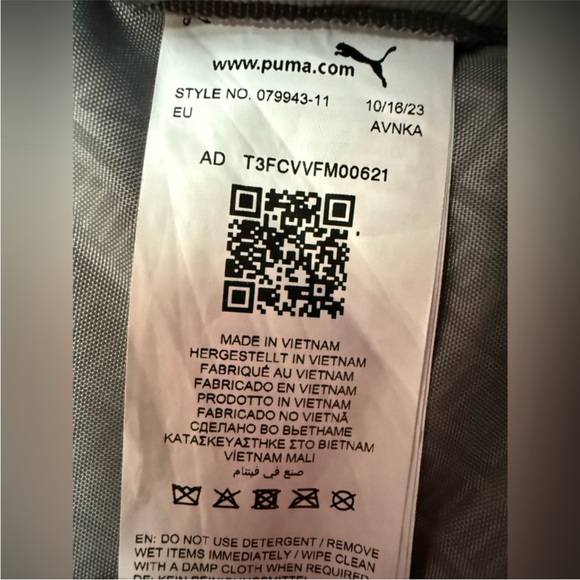 www.puma.com
STYLE NO. 079943-11 10/16/23
EU AVNKA
AD T3FCVVFM00621
MADE IN VIETNAM
HERGESTELLT IN VIETNAM
FABRIQUÉ AU VIETNAM
FABRICADO EN VIETNAM
PRODOTTO IN VIETNAM
FABRICADO NO VIETNÃ
СДЕЛАНО ВО ВЬЕТНАМЕ
ΚΑΤΑΣΚΕΥΑΣΤΗΚΕ ΣΤΟ ΒΙΕΤΝΑΜ
VİETNAM MALI
صنع في فيتنام
EN: DO NOT USE DETERGENT / REMOVE
WET ITEMS IMMEDIATELY / WIPE CLEAN
WITH A DAMP CLOTH WHEN REQUIRED
DE: KEIN REINIGUNGSMITTEL